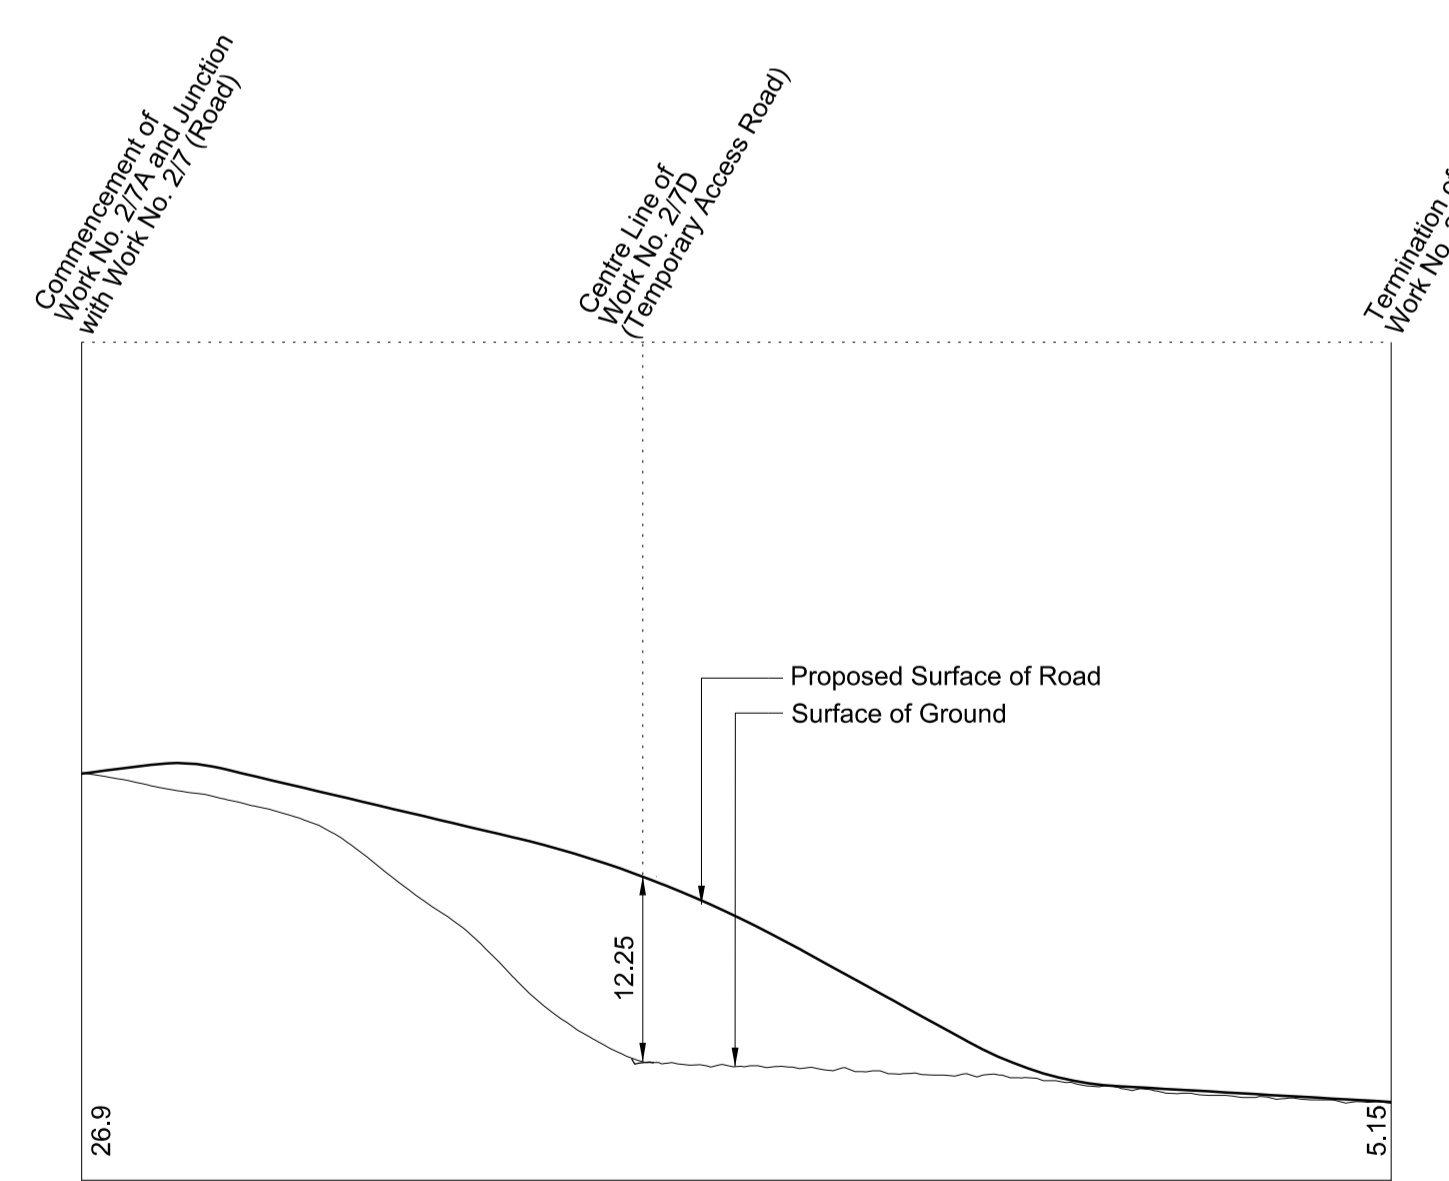 Commencement of
Work No. 2/7A and Junction
with Work No. 2/7 (Road)
Centre Line of
Work No. 2/7D
(Temporary Access Road)
Termination of
Work No.
Proposed Surface of Road
Surface of Ground
12.25
26.9
5.15